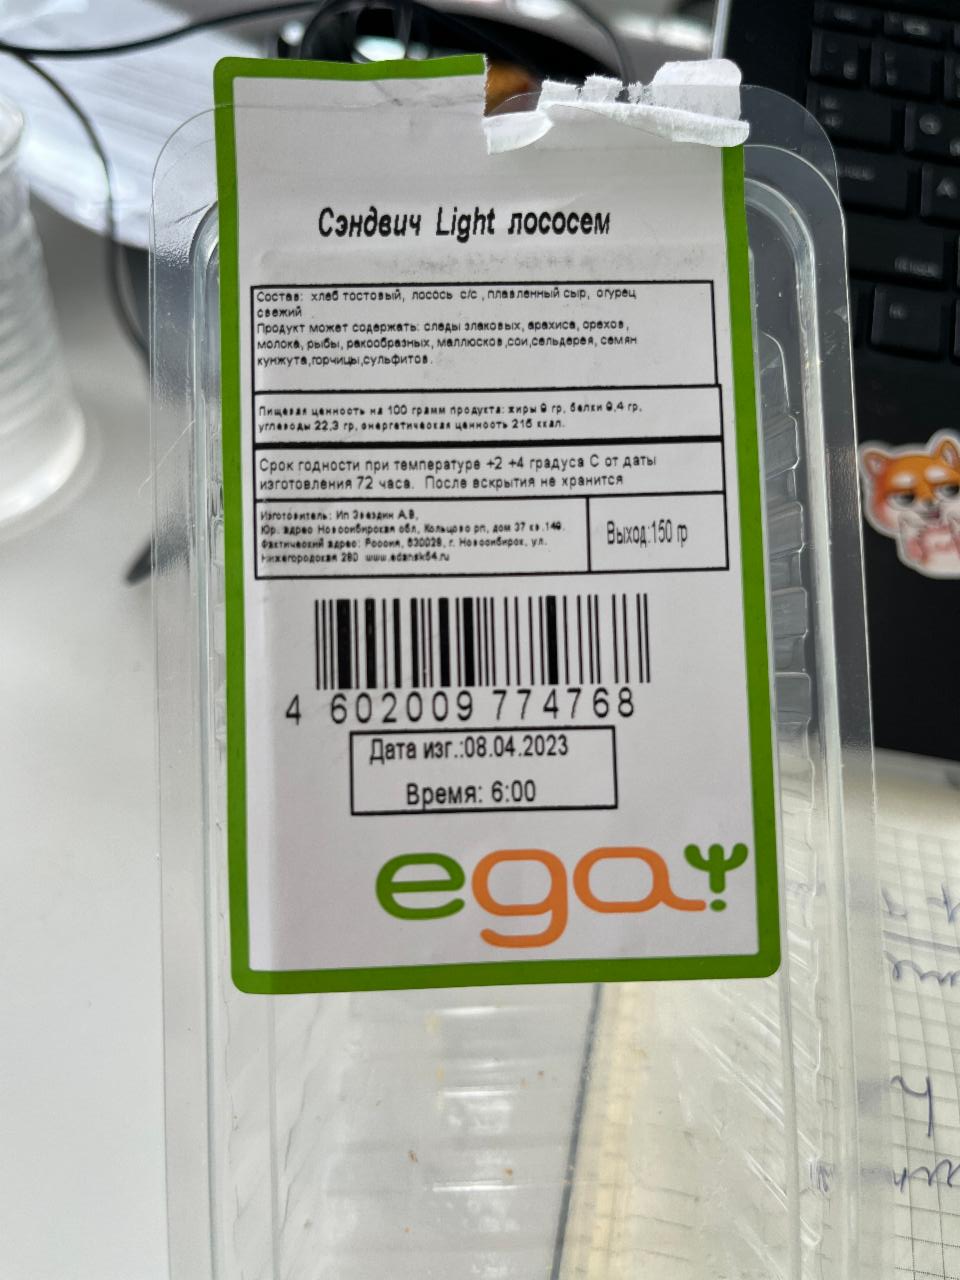 Сэндвич Light лососем
Состав: хлеб тостовый, лосось с/с , плавленный сыр, огурец
свежий
Продукт может содержать: следы злаковых, арахиса, орехов,
молока, рыбы, ракообразных, маллюсков ,сои,сельдерея, семян
кунжута,горчицы,сульфитов.
Пищевая ценность на 100 грамм продукта: жиры 9 гр, белки 9,4 гр,
углеводы 22,3 гр, энергетическая ценность 216 ккал.
Срок годности при температуре +2 +4 градуса С от даты
изготовления 72 часа. После вскрытия не хранится
Изготовитель: Ип Звездин А.В,
Юр. адрес Новосибирская обл, Кольцово рп, дом 37 кв.149.
Фактический адрес: Россия, 630028, г. Новосибирск, ул.
Нижегородская 280 www.edansk54.ru
Выход:150 гр
4 602009 774768
Дата изг.:08.04.2023
Время: 6:00
ega